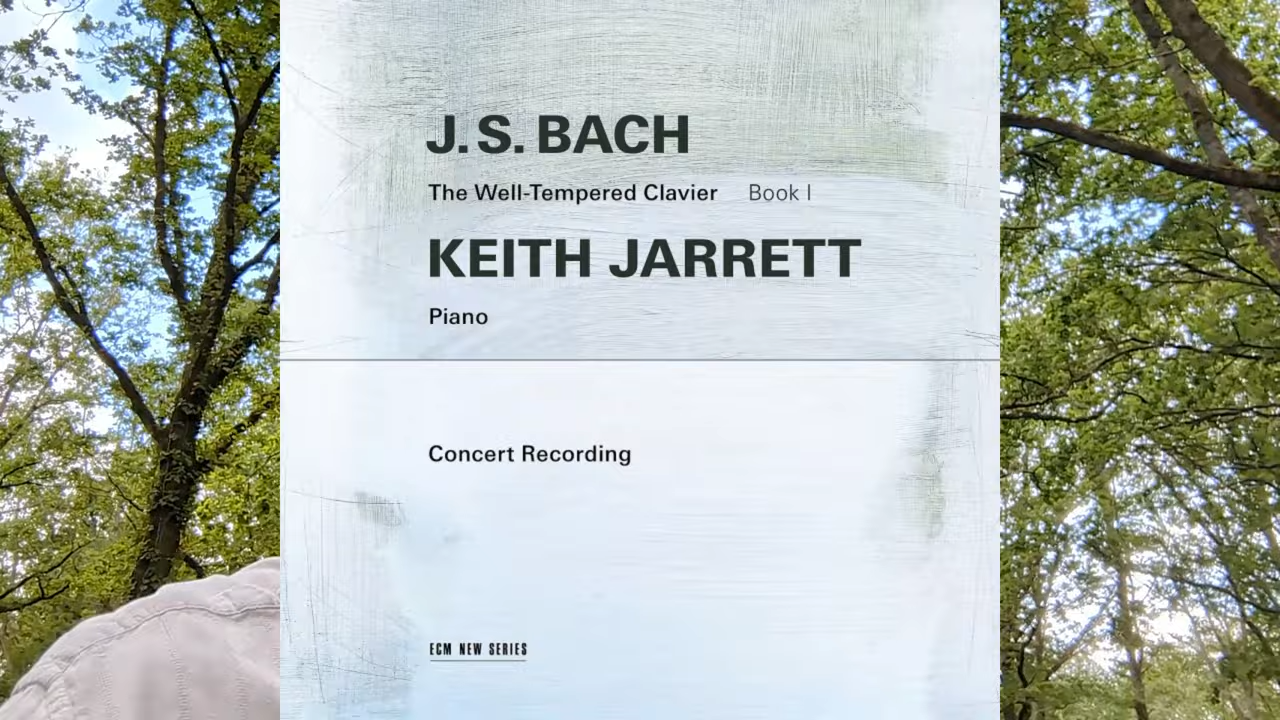 J. S. BACH
The Well-Tempered Clavier Book I
KEITH JARRETT
Piano
Concert Recording
ECM NEW SERIES